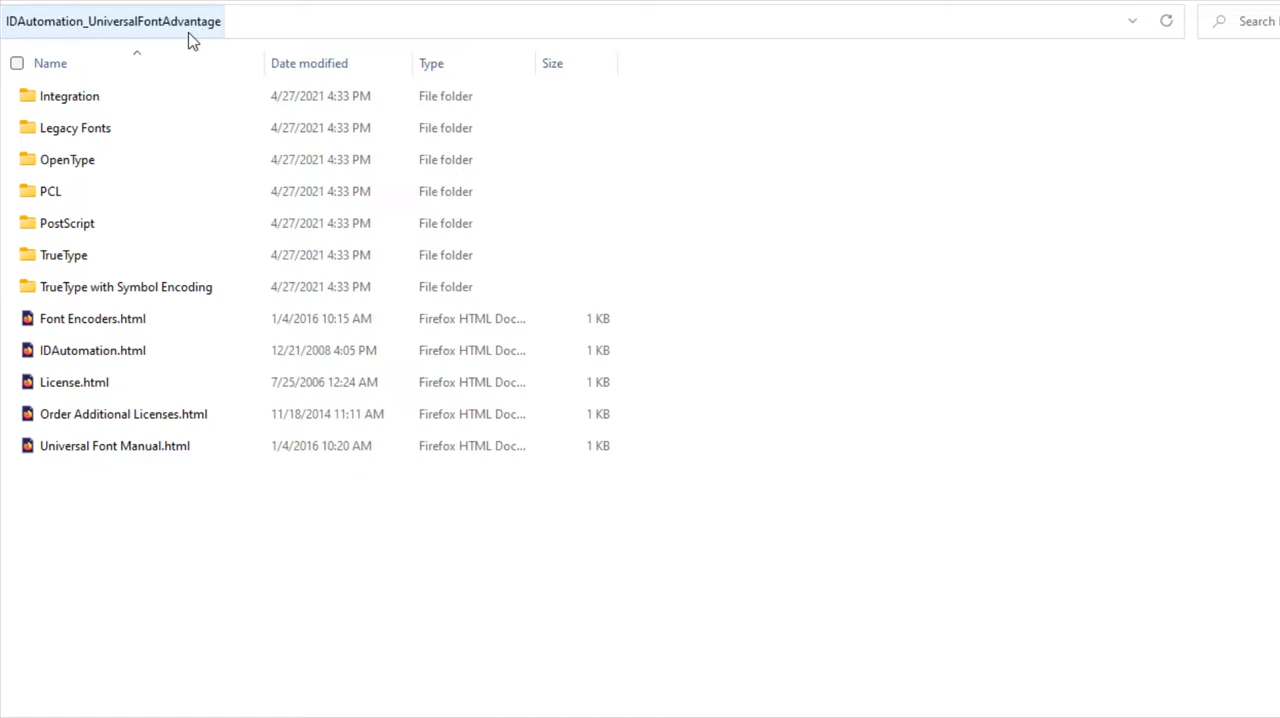 IDAutomation_UniversalFontAdvantage
Search
Name Date modified Type Size
Integration 4/27/2021 4:33 PM File folder
Legacy Fonts 4/27/2021 4:33 PM File folder
OpenType 4/27/2021 4:33 PM File folder
PCL 4/27/2021 4:33 PM File folder
PostScript 4/27/2021 4:33 PM File folder
TrueType 4/27/2021 4:33 PM File folder
TrueType with Symbol Encoding 4/27/2021 4:33 PM File folder
Font Encoders.html 1/4/2016 10:15 AM Firefox HTML Doc... 1 KB
IDAutomation.html 12/21/2008 4:05 PM Firefox HTML Doc... 1 KB
License.html 7/25/2006 12:24 AM Firefox HTML Doc... 1 KB
Order Additional Licenses.html 11/18/2014 11:11 AM Firefox HTML Doc... 1 KB
Universal Font Manual.html 1/4/2016 10:20 AM Firefox HTML Doc... 1 KB